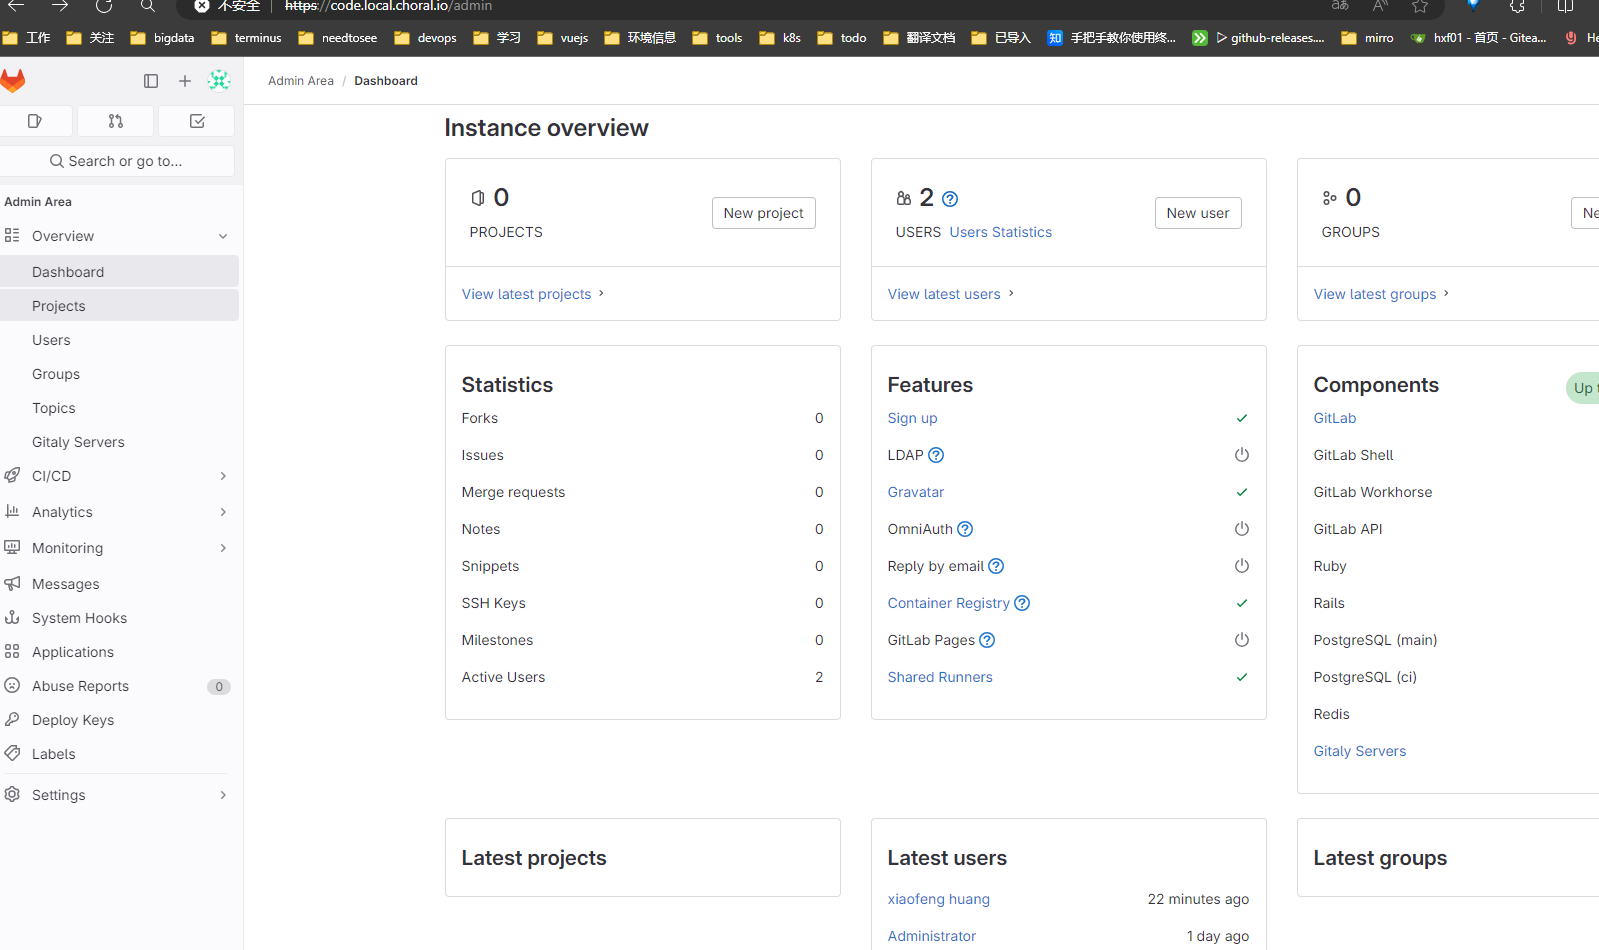 不安全 https://code.local.choral.io/admin
工作 关注 bigdata terminus needtosee devops 学习 vuejs 环境信息 tools k8s todo 翻译文档 已导入 手把手教你使用终... github-releases.... mirro hxf01 - 首页 - Gitea... He
Admin Area / Dashboard
Search or go to...
Admin Area
Overview
Dashboard
Projects
Users
Groups
Topics
Gitaly Servers
CI/CD
Analytics
Monitoring
Messages
System Hooks
Applications
Abuse Reports 0
Deploy Keys
Labels
Settings
Instance overview
0
PROJECTS
New project
View latest projects
2
USERS Users Statistics
New user
View latest users
0
GROUPS
Ne
View latest groups
Statistics
Forks 0
Issues 0
Merge requests 0
Notes 0
Snippets 0
SSH Keys 0
Milestones 0
Active Users 2
Features
Sign up
LDAP
Gravatar
OmniAuth
Reply by email
Container Registry
GitLab Pages
Shared Runners
Components
Up
GitLab
GitLab Shell
GitLab Workhorse
GitLab API
Ruby
Rails
PostgreSQL (main)
PostgreSQL (ci)
Redis
Gitaly Servers
Latest projects
Latest users
xiaofeng huang 22 minutes ago
Administrator 1 day ago
Latest groups